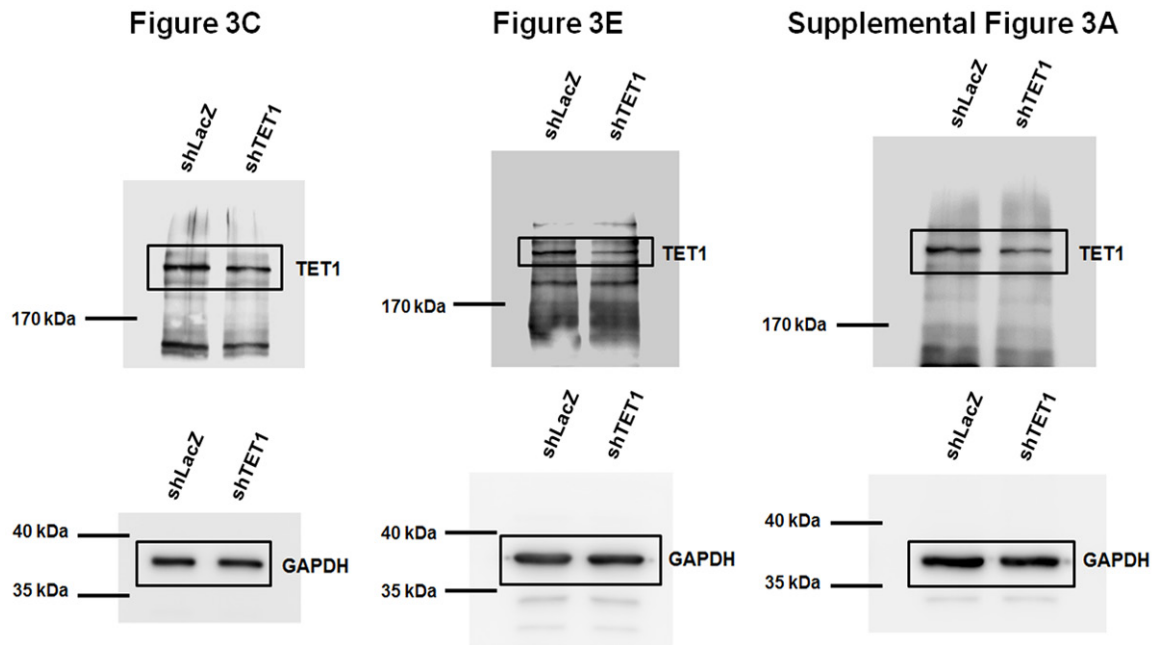 Figure 3C
shLacZ
shTET1
TET1
170 kDa
shLacZ
shTET1
40 kDa
GAPDH
35 kDa
Figure 3E
shLacZ
shTET1
TET1
170 kDa
shLacZ
shTET1
40 kDa
GAPDH
35 kDa
Supplemental Figure 3A
shLacZ
shTET1
TET1
170 kDa
shLacZ
shTET1
40 kDa
GAPDH
35 kDa